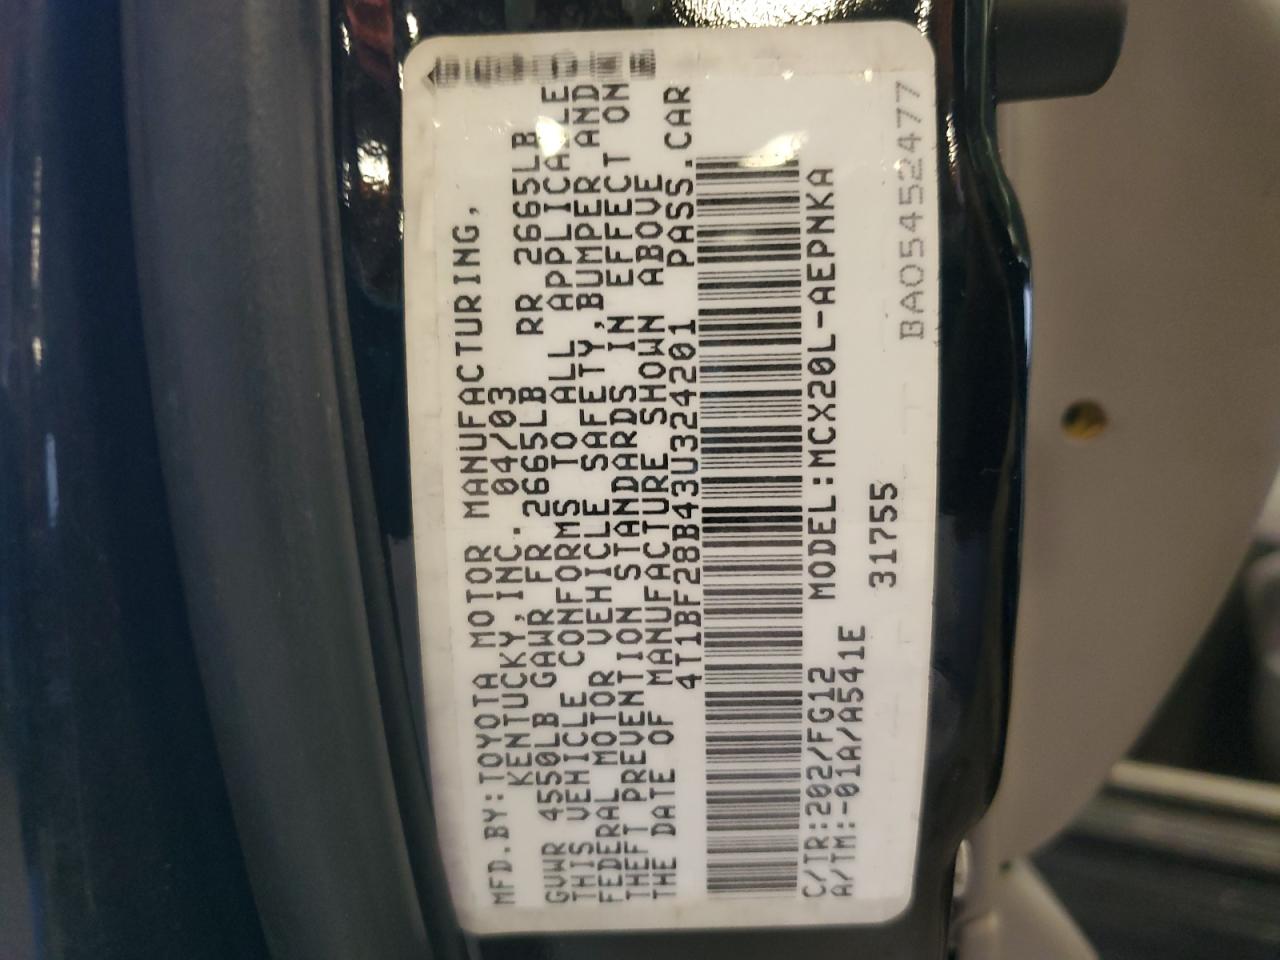 MFD.BY:TOYOTA MOTOR MANUFACTURING,
KENTUCKY,INC. 04/03
GVWR 4550LB GAWR FR 2665LB RR 2665LB
THIS VEHICLE CONFORMS TO ALL APPLICABLE
FEDERAL MOTOR VEHICLE SAFETY,BUMPER AND
THEFT PREVENTION STANDARDS IN EFFECT ON
THE DATE OF MANUFACTURE SHOWN ABOVE
4T1BF28B43U324201 PASS.CAR
C/TR:202/FG12 MODEL:MCX20L-AEPNKA
A/TM:-01A/A541E
31755
BA05452477